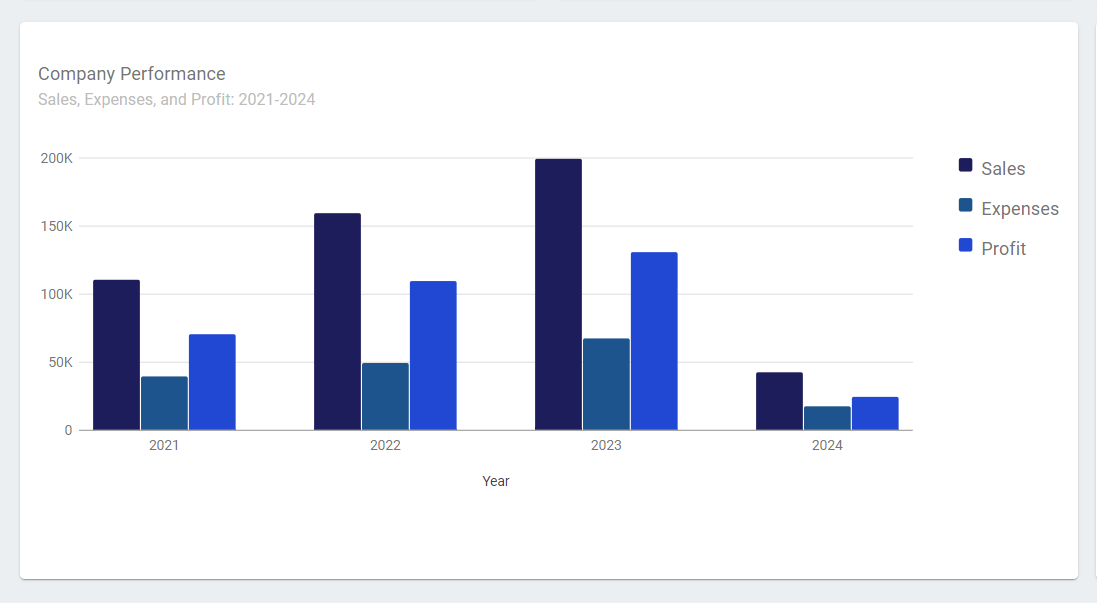 Company Performance
Sales, Expenses, and Profit: 2021-2024
200K
150K
100K
50K
0
2021 2022 2023 2024
Year
Sales
Expenses
Profit